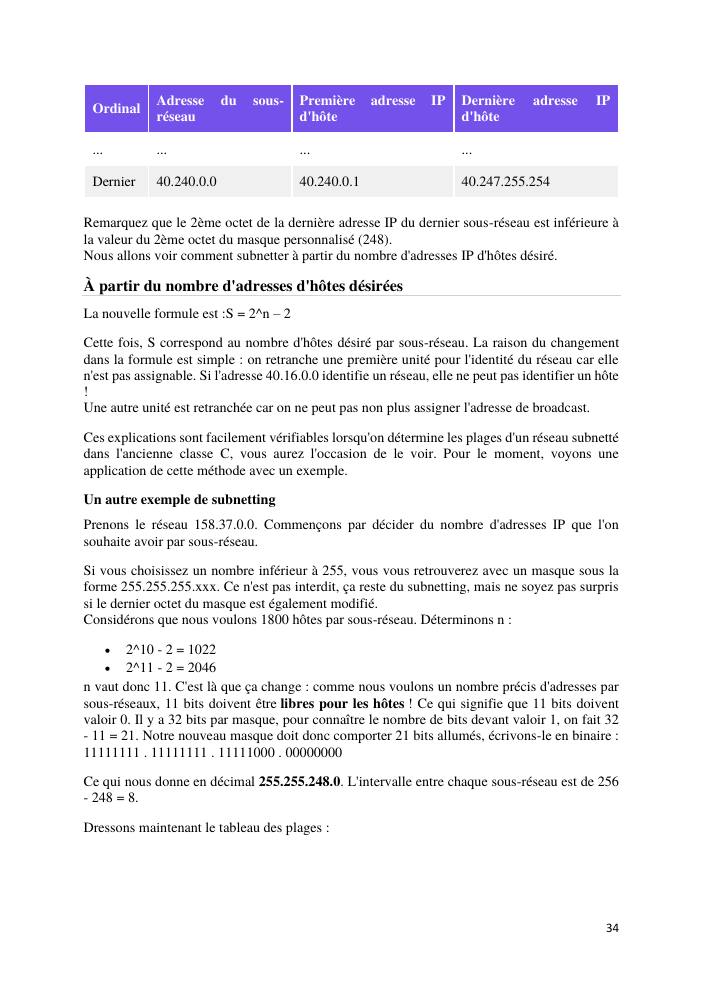 Ordinal
Adresse du sous-
réseau
Première adresse IP
d'hôte
Dernière adresse IP
d'hôte
... ... ... ...
Dernier 40.240.0.0 40.240.0.1 40.247.255.254
Remarquez que le 2ème octet de la dernière adresse IP du dernier sous-réseau est inférieure à
la valeur du 2ème octet du masque personnalisé (248).
Nous allons voir comment subnetter à partir du nombre d'adresses IP d'hôtes désiré.
À partir du nombre d'adresses d'hôtes désirées
La nouvelle formule est :S = 2^n – 2
Cette fois, S correspond au nombre d'hôtes désiré par sous-réseau. La raison du changement
dans la formule est simple : on retranche une première unité pour l'identité du réseau car elle
n'est pas assignable. Si l'adresse 40.16.0.0 identifie un réseau, elle ne peut pas identifier un hôte
!
Une autre unité est retranchée car on ne peut pas non plus assigner l'adresse de broadcast.
Ces explications sont facilement vérifiables lorsqu'on détermine les plages d'un réseau subnetté
dans l'ancienne classe C, vous aurez l'occasion de le voir. Pour le moment, voyons une
application de cette méthode avec un exemple.
Un autre exemple de subnetting
Prenons le réseau 158.37.0.0. Commençons par décider du nombre d'adresses IP que l'on
souhaite avoir par sous-réseau.
Si vous choisissez un nombre inférieur à 255, vous vous retrouverez avec un masque sous la
forme 255.255.255.xxx. Ce n'est pas interdit, ça reste du subnetting, mais ne soyez pas surpris
si le dernier octet du masque est également modifié.
Considérons que nous voulons 1800 hôtes par sous-réseau. Déterminons n :
• 2^10 - 2 = 1022
• 2^11 - 2 = 2046
n vaut donc 11. C'est là que ça change : comme nous voulons un nombre précis d'adresses par
sous-réseaux, 11 bits doivent être libres pour les hôtes ! Ce qui signifie que 11 bits doivent
valoir 0. Il y a 32 bits par masque, pour connaître le nombre de bits devant valoir 1, on fait 32
- 11 = 21. Notre nouveau masque doit donc comporter 21 bits allumés, écrivons-le en binaire :
11111111 . 11111111 . 11111000 . 00000000
Ce qui nous donne en décimal 255.255.248.0. L'intervalle entre chaque sous-réseau est de 256
- 248 = 8.
Dressons maintenant le tableau des plages :
34